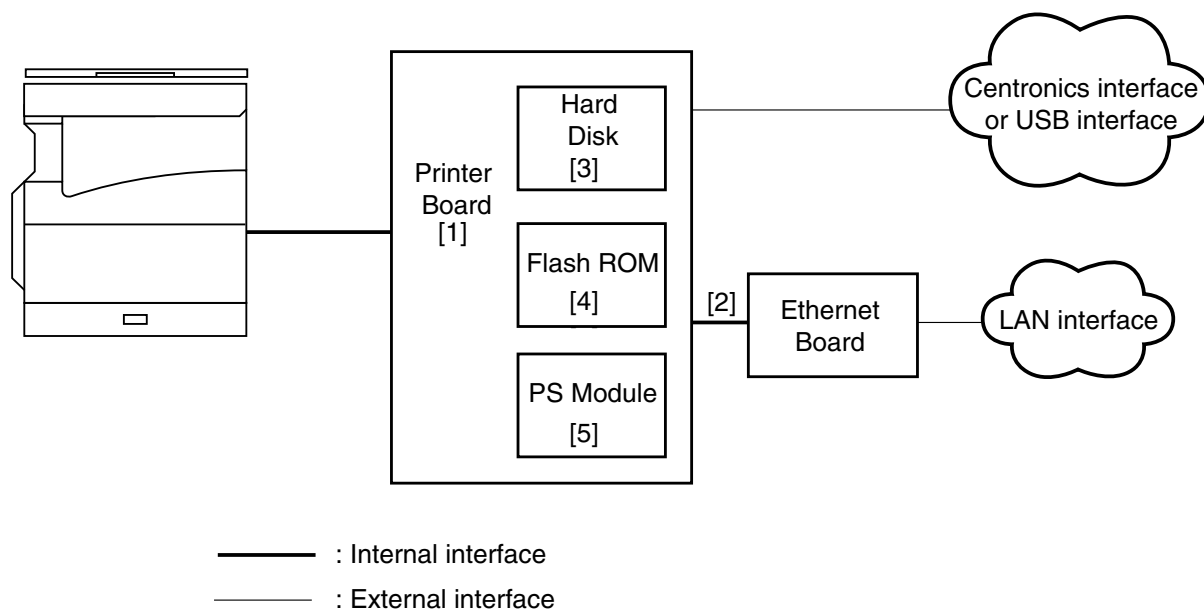 Printer
Board
[1]
Hard
Disk
[3]
Flash ROM
[4]
PS Module
[5]
Centronics interface
or USB interface
[2]
Ethernet
Board
LAN interface
: Internal interface
: External interface